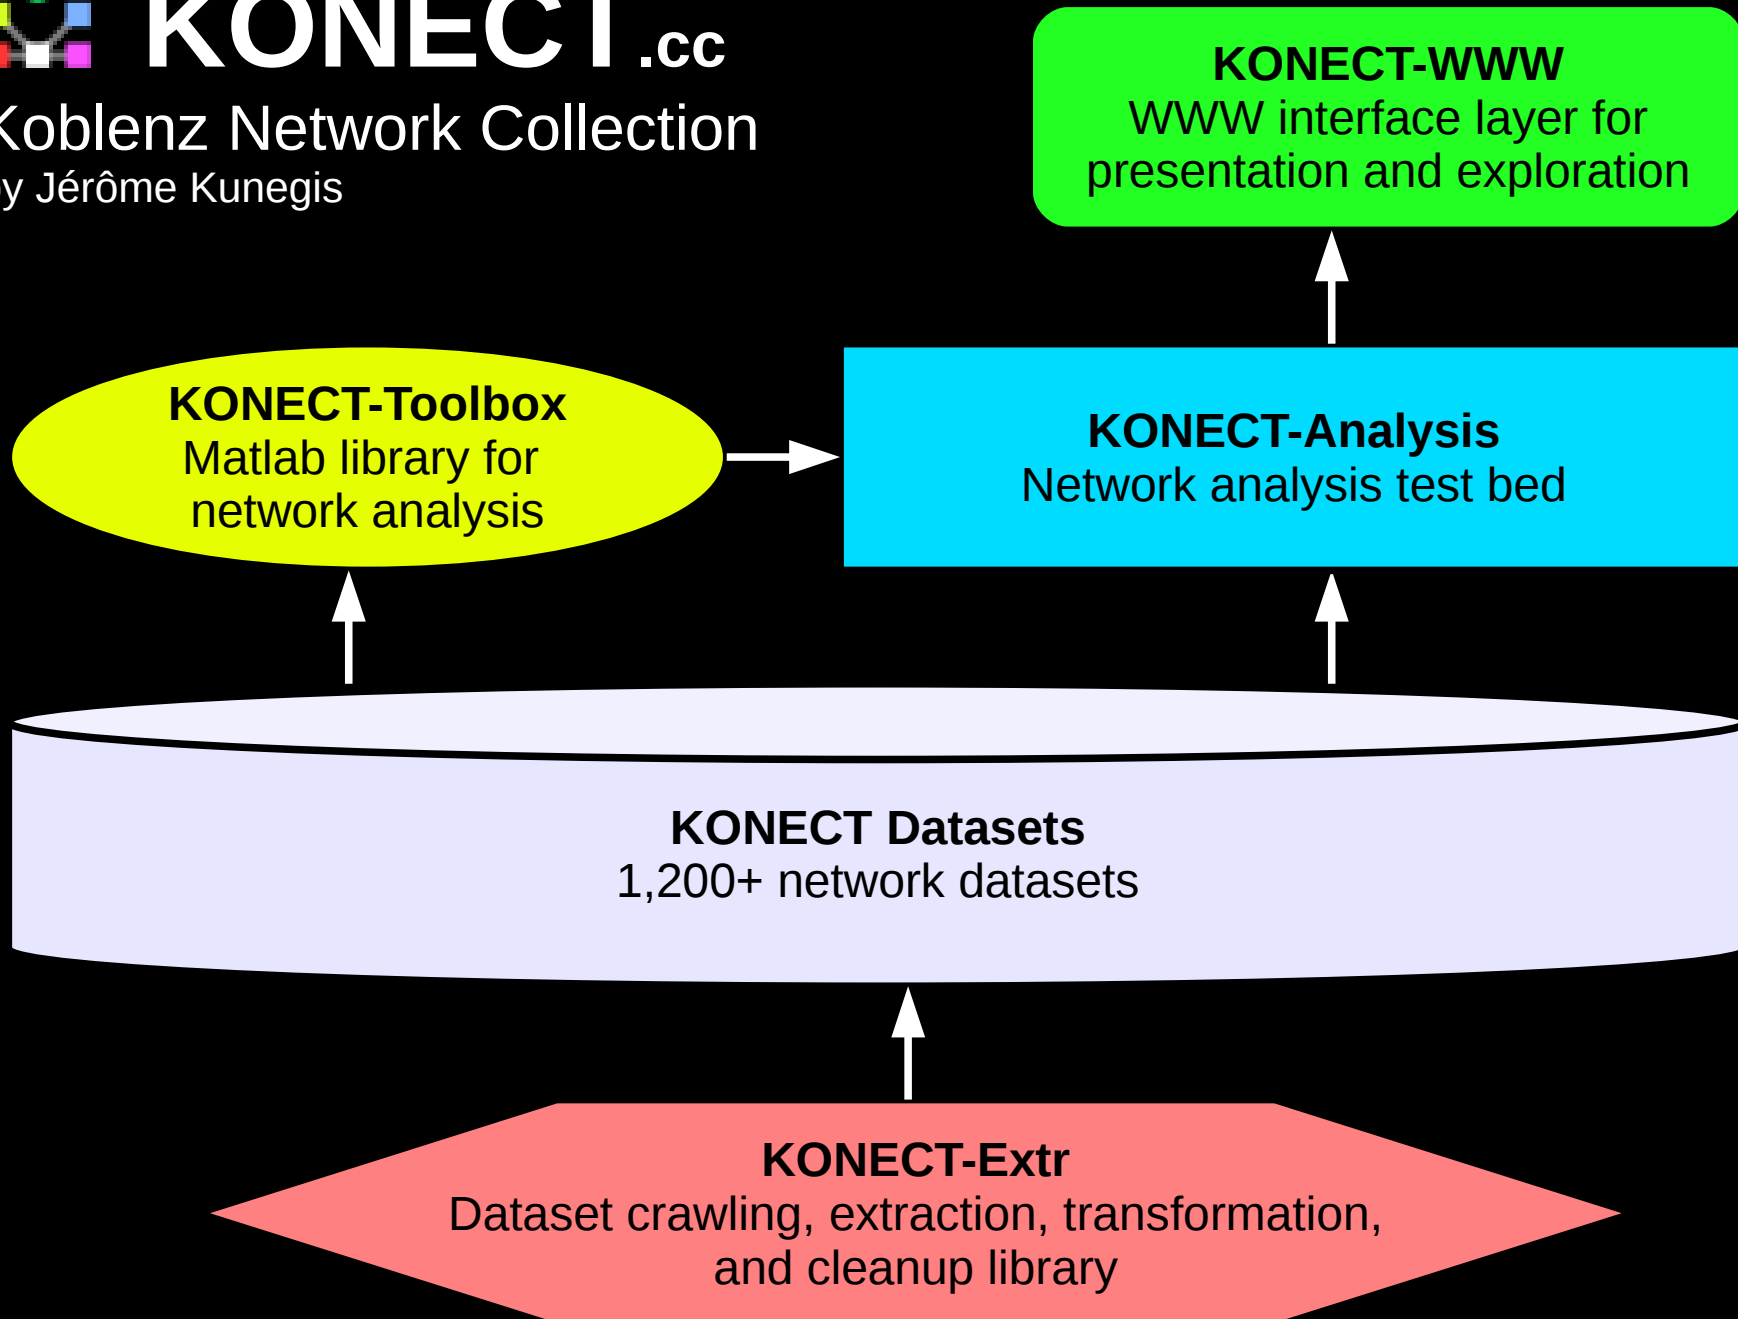 KONECT.cc
Koblenz Network Collection
by Jérôme Kunegis
KONECT-WWW
WWW interface layer for
presentation and exploration
KONECT-Toolbox
Matlab library for
network analysis
KONECT-Analysis
Network analysis test bed
KONECT Datasets
1,200+ network datasets
KONECT-Extr
Dataset crawling, extraction, transformation,
and cleanup library